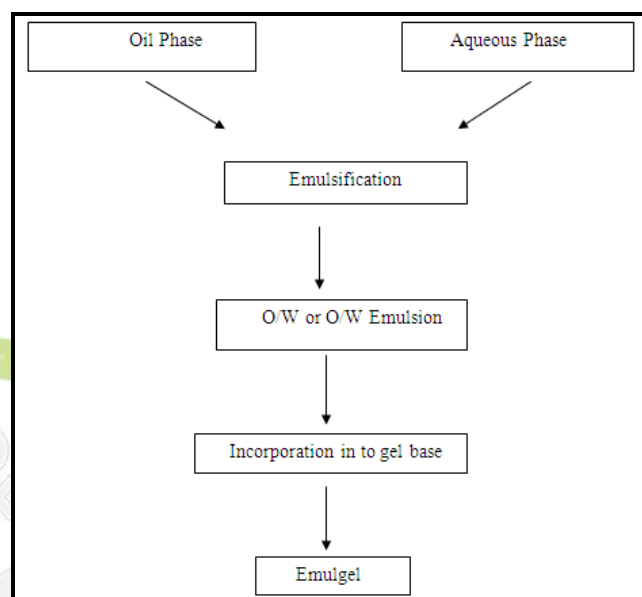 Oil Phase
Aqueous Phase
Emulsification
O/W or O/W Emulsion
Incorporation in to gel base
Emulgel